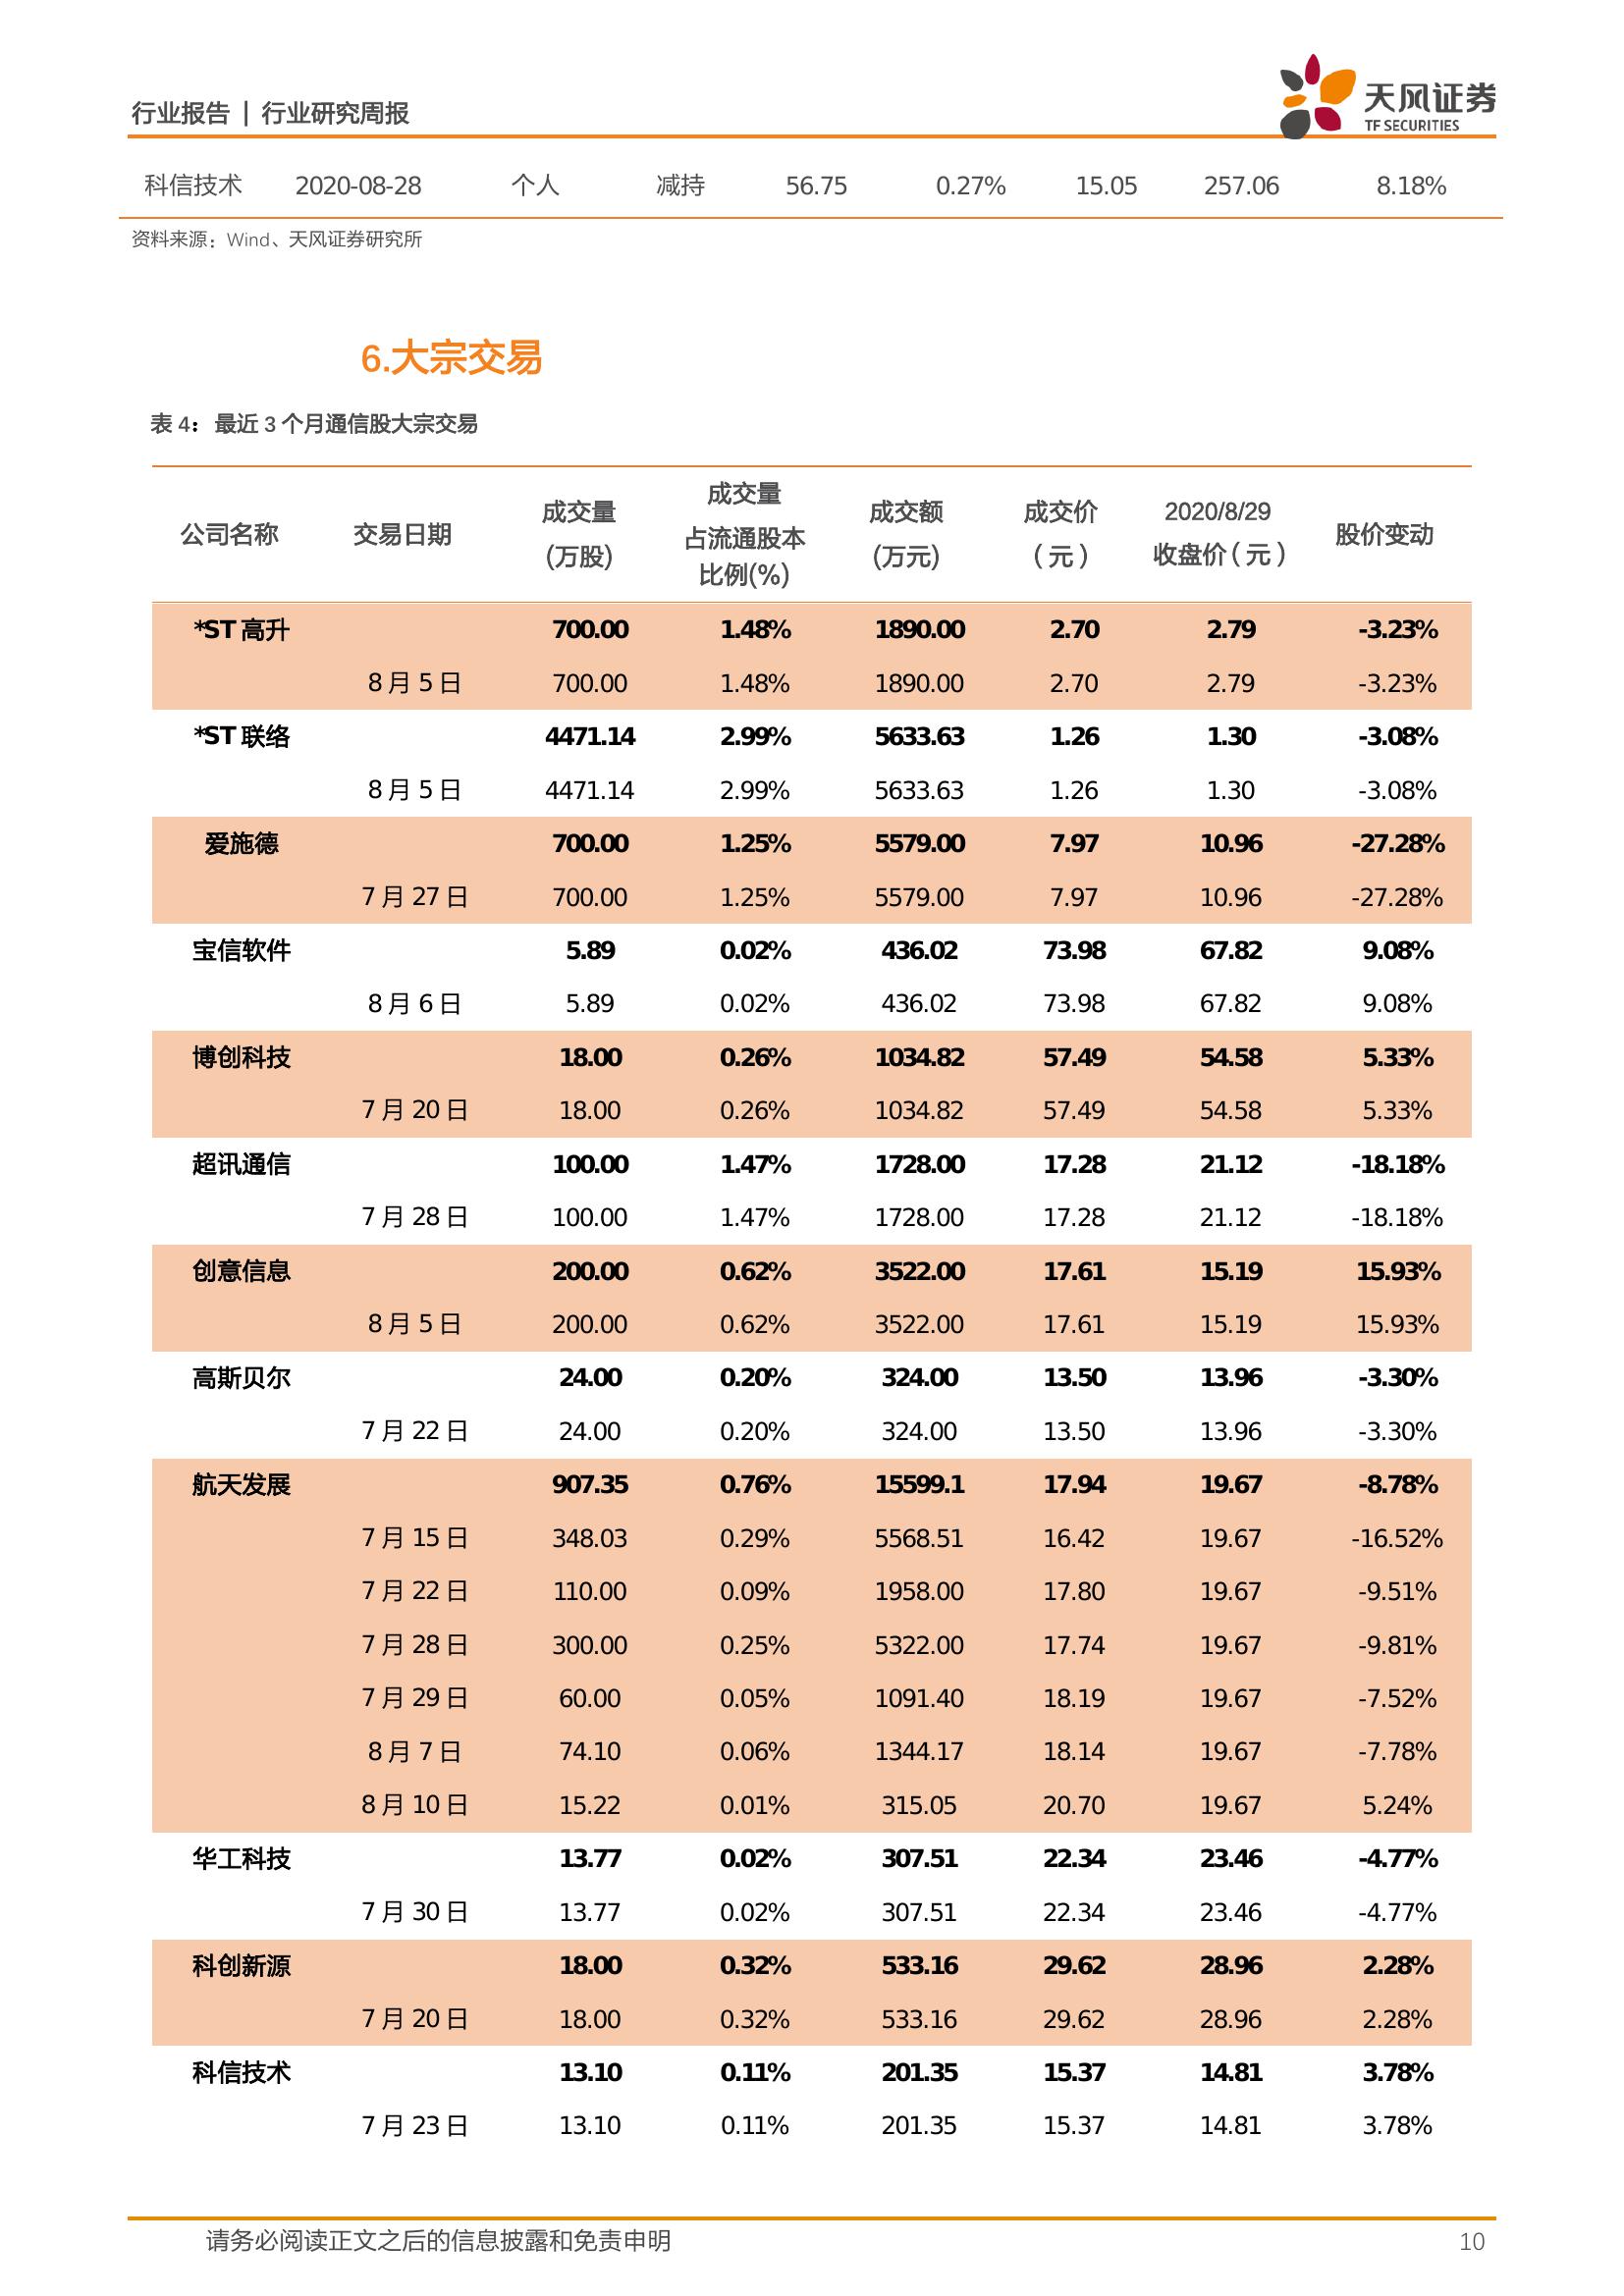 行业报告 | 行业研究周报
天风证券
TF SECURITIES
科信技术 2020-08-28 个人 减持 56.75 0.27% 15.05 257.06 8.18%
资料来源：Wind、天风证券研究所
6.大宗交易
表 4：最近 3 个月通信股大宗交易
公司名称 交易日期 成交量(万股) 成交量占流通股本比例(%) 成交额(万元) 成交价（元） 2020/8/29收盘价（元） 股价变动
*ST 高升 700.00 1.48% 1890.00 2.70 2.79 -3.23%
8 月 5 日 700.00 1.48% 1890.00 2.70 2.79 -3.23%
*ST 联络 4471.14 2.99% 5633.63 1.26 1.30 -3.08%
8 月 5 日 4471.14 2.99% 5633.63 1.26 1.30 -3.08%
爱施德 700.00 1.25% 5579.00 7.97 10.96 -27.28%
7 月 27 日 700.00 1.25% 5579.00 7.97 10.96 -27.28%
宝信软件 5.89 0.02% 436.02 73.98 67.82 9.08%
8 月 6 日 5.89 0.02% 436.02 73.98 67.82 9.08%
博创科技 18.00 0.26% 1034.82 57.49 54.58 5.33%
7 月 20 日 18.00 0.26% 1034.82 57.49 54.58 5.33%
超讯通信 100.00 1.47% 1728.00 17.28 21.12 -18.18%
7 月 28 日 100.00 1.47% 1728.00 17.28 21.12 -18.18%
创意信息 200.00 0.62% 3522.00 17.61 15.19 15.93%
8 月 5 日 200.00 0.62% 3522.00 17.61 15.19 15.93%
高斯贝尔 24.00 0.20% 324.00 13.50 13.96 -3.30%
7 月 22 日 24.00 0.20% 324.00 13.50 13.96 -3.30%
航天发展 907.35 0.76% 15599.1 17.94 19.67 -8.78%
7 月 15 日 348.03 0.29% 5568.51 16.42 19.67 -16.52%
7 月 22 日 110.00 0.09% 1958.00 17.80 19.67 -9.51%
7 月 28 日 300.00 0.25% 5322.00 17.74 19.67 -9.81%
7 月 29 日 60.00 0.05% 1091.40 18.19 19.67 -7.52%
8 月 7 日 74.10 0.06% 1344.17 18.14 19.67 -7.78%
8 月 10 日 15.22 0.01% 315.05 20.70 19.67 5.24%
华工科技 13.77 0.02% 307.51 22.34 23.46 -4.77%
7 月 30 日 13.77 0.02% 307.51 22.34 23.46 -4.77%
科创新源 18.00 0.32% 533.16 29.62 28.96 2.28%
7 月 20 日 18.00 0.32% 533.16 29.62 28.96 2.28%
科信技术 13.10 0.11% 201.35 15.37 14.81 3.78%
7 月 23 日 13.10 0.11% 201.35 15.37 14.81 3.78%
请务必阅读正文之后的信息披露和免责申明 10